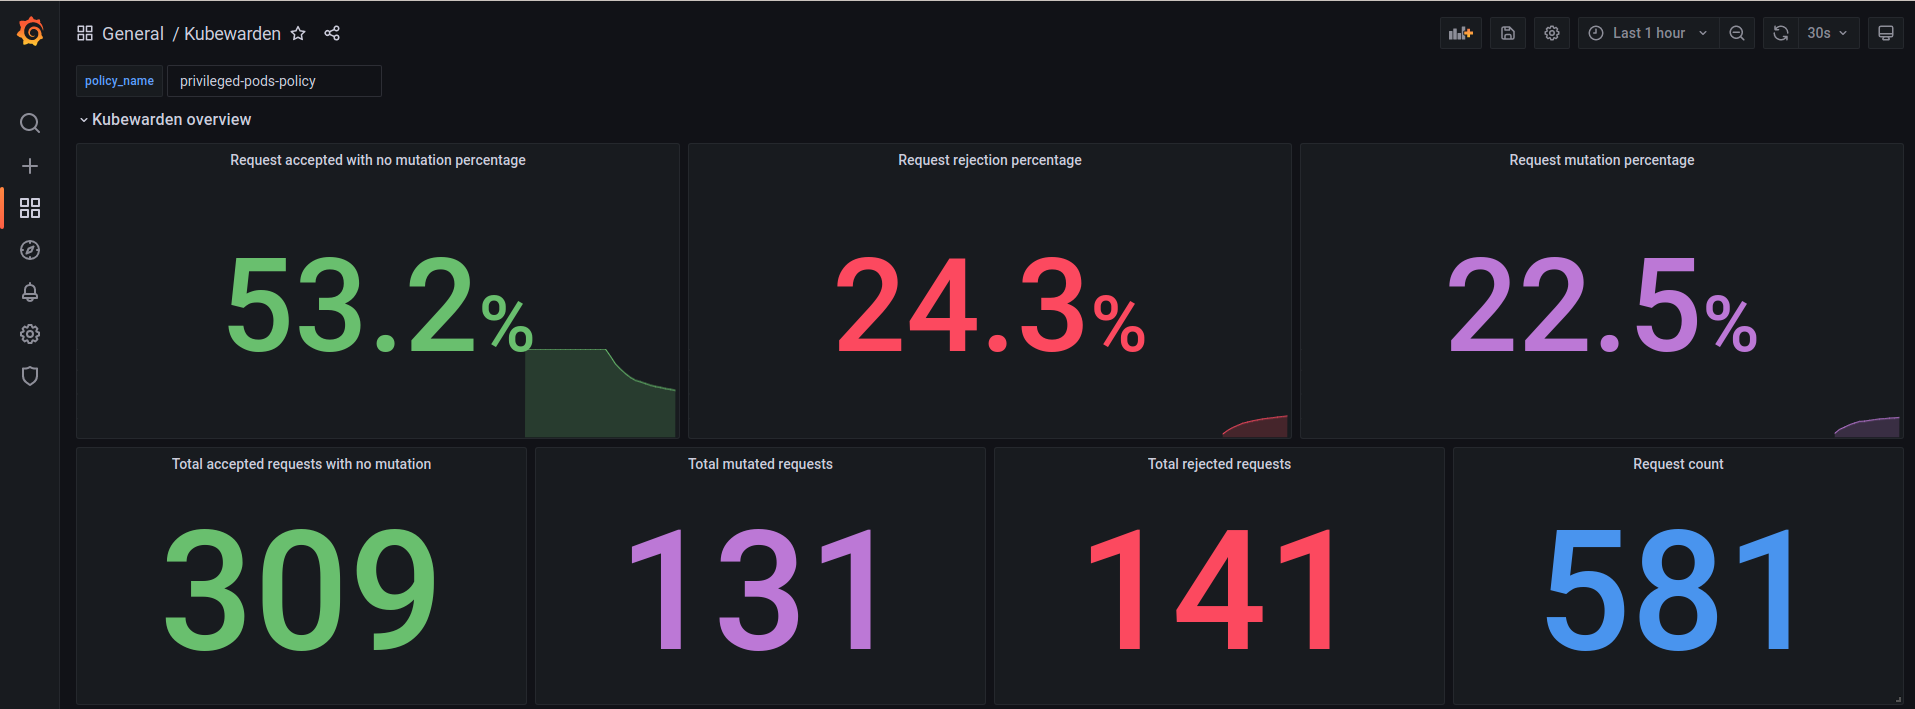 General / Kubewarden
Last 1 hour
30s
policy_name
privileged-pods-policy
Kubewarden overview
Request accepted with no mutation percentage
53.2%
Request rejection percentage
24.3%
Request mutation percentage
22.5%
Total accepted requests with no mutation
309
Total mutated requests
131
Total rejected requests
141
Request count
581